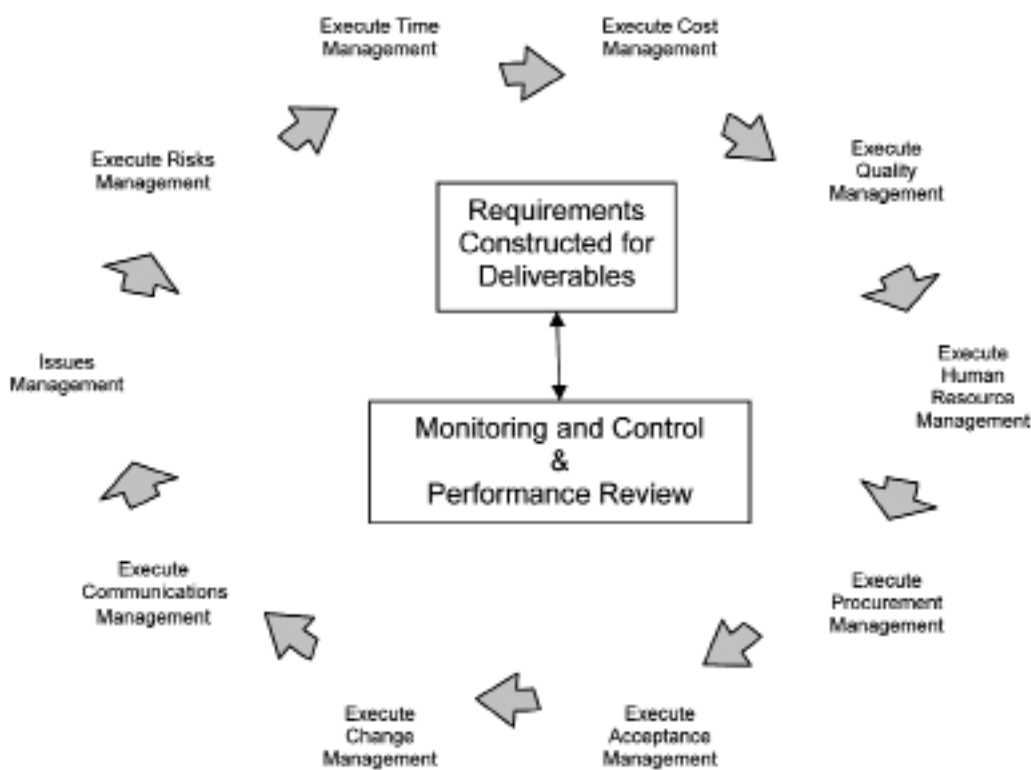 Execute Time
Management
Execute Cost
Management
Execute Risks
Management
Execute
Quality
Management
Requirements
Constructed for
Deliverables
Issues
Management
Execute
Human
Resource
Management
Monitoring and Control
&
Performance Review
Execute
Communications
Management
Execute
Procurement
Management
Execute
Change
Management
Execute
Acceptance
Management